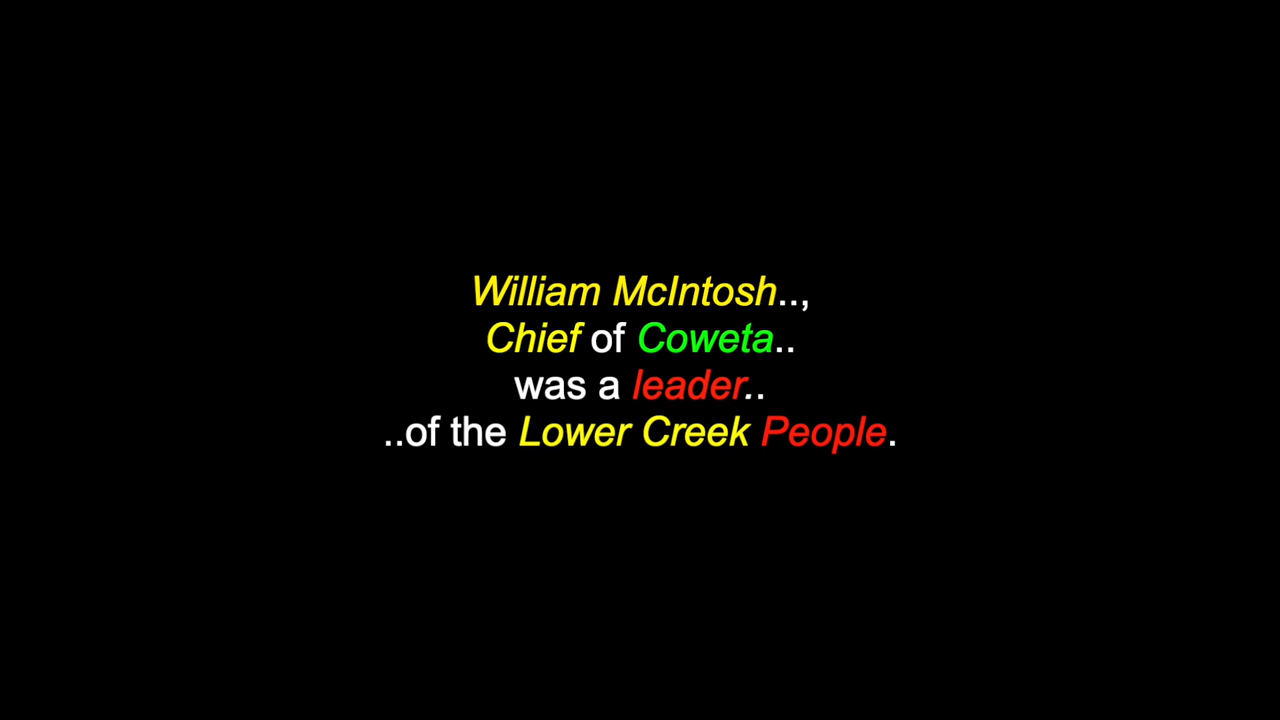 William McIntosh..,
Chief of Coweta..
was a leader..
..of the Lower Creek People.